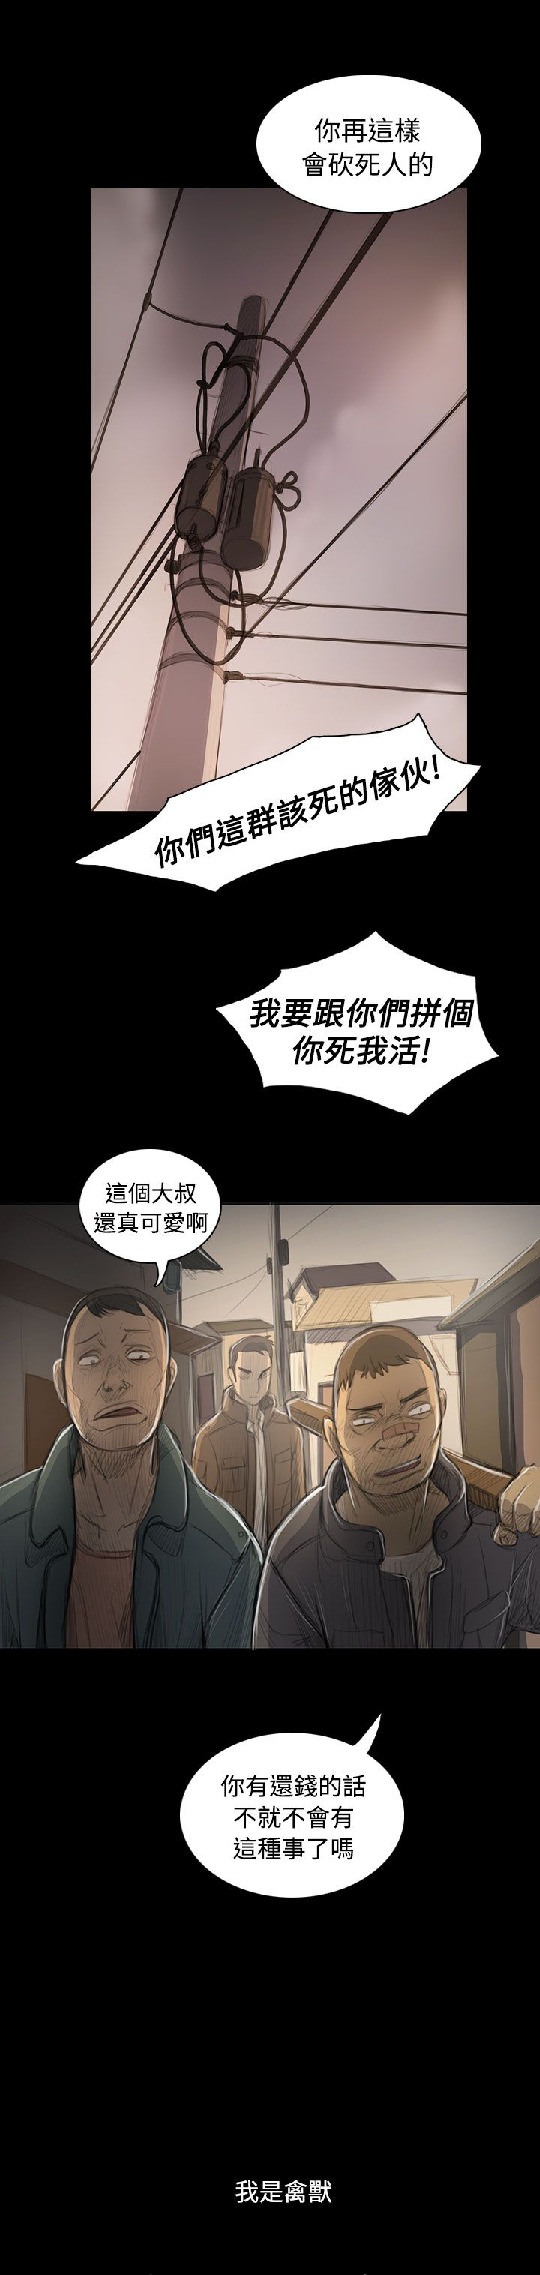 你再這樣
會砍死人的
你們這群該死的傢伙!
我要跟你們拼個
你死我活!
這個大叔
還真可愛啊
你有還錢的話
不就不會有
這種事了嗎
我是禽獸